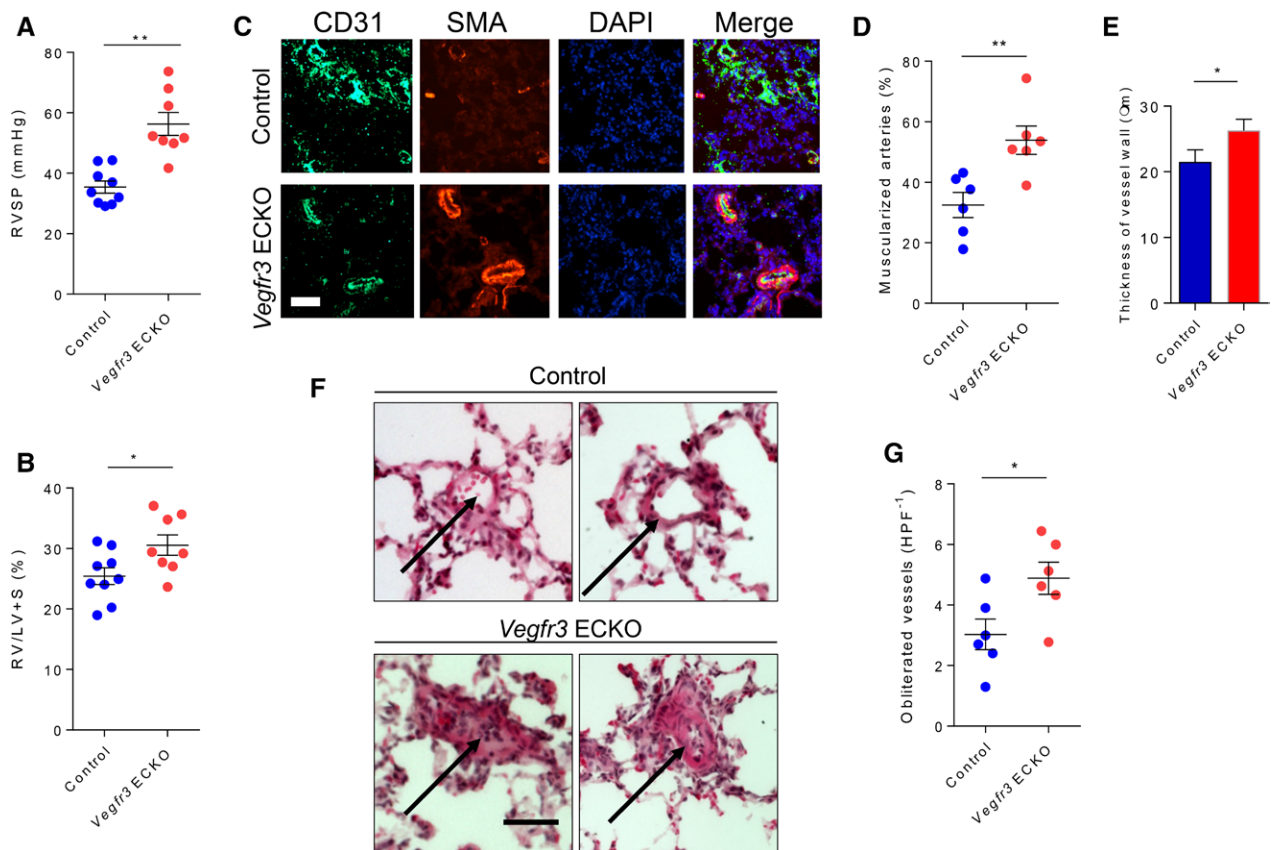 A
**
RVSP (mmHg)
80
60
40
20
0
Control
Vegfr3 ECKO
B
*
RV/LV+S (%)
40
30
20
10
0
Control
Vegfr3 ECKO
C
CD31 SMA DAPI Merge
Control
Vegfr3 ECKO
D
**
Muscularized arteries (%)
80
60
40
20
0
Control
Vegfr3 ECKO
E
*
Thickness of vessel wall (m)
30
20
10
0
Control
Vegfr3 ECKO
F
Control
Vegfr3 ECKO
G
*
Obliterated vessels (HPF⁻¹)
8
6
4
2
0
Control
Vegfr3 ECKO